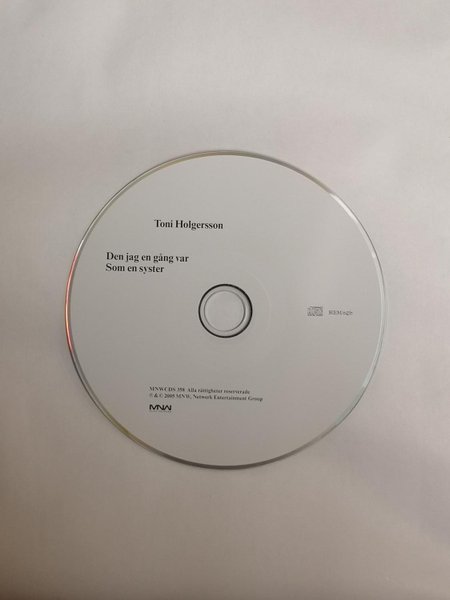 Toni Holgersson
Den jag en gång var
Som en syster
MNWCDS 358 Alla rättigheter reserverade
℗ & © 2005 MNW, Network Entertainment Group
MNW